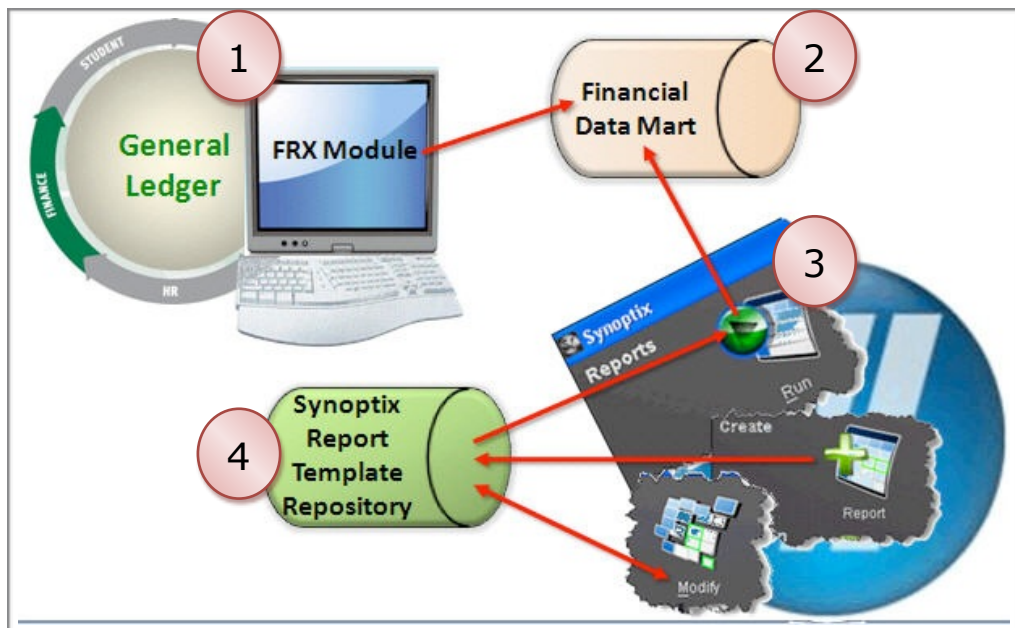 STUDENT
1
2
General
Ledger
FRX Module
Financial
Data Mart
FINANCE
HR
3
Synoptix
Reports
Run
Synoptix
Report
Template
Repository
4
Create
Report
Modify